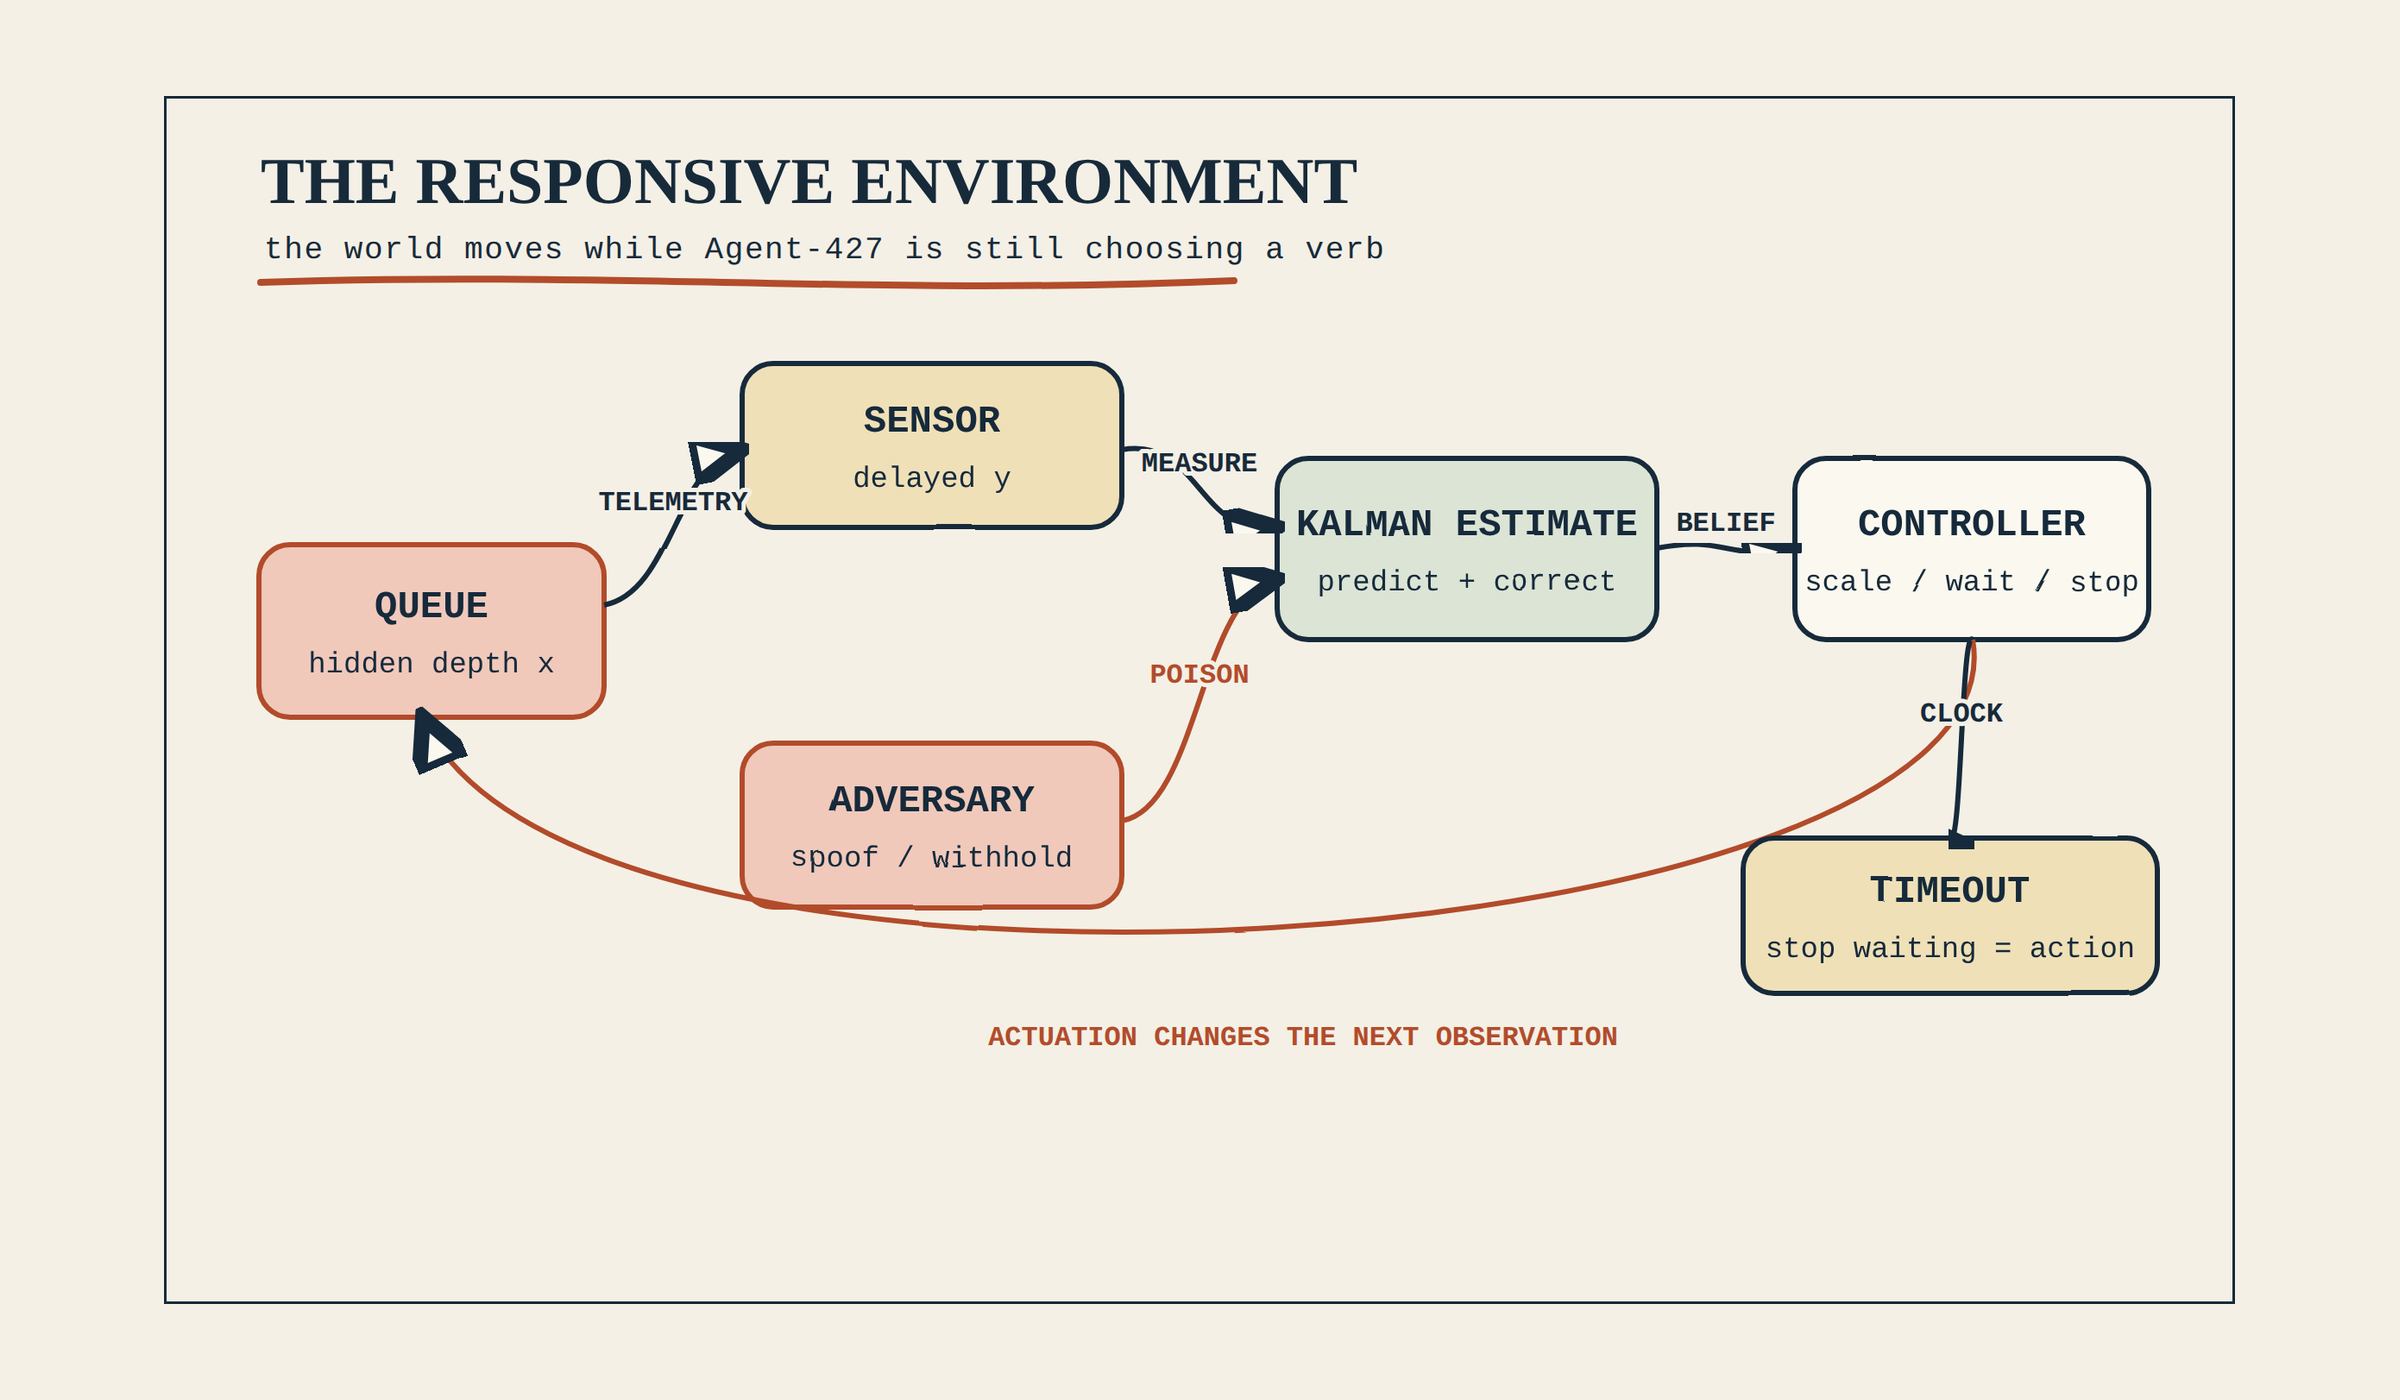 THE RESPONSIVE ENVIRONMENT
the world moves while Agent-427 is still choosing a verb
SENSOR
delayed y
MEASURE
TELEMETRY
KALMAN ESTIMATE
predict + correct
BELIEF
CONTROLLER
scale / wait / stop
QUEUE
hidden depth x
POISON
CLOCK
ADVERSARY
spoof / withhold
TIMEOUT
stop waiting = action
ACTUATION CHANGES THE NEXT OBSERVATION